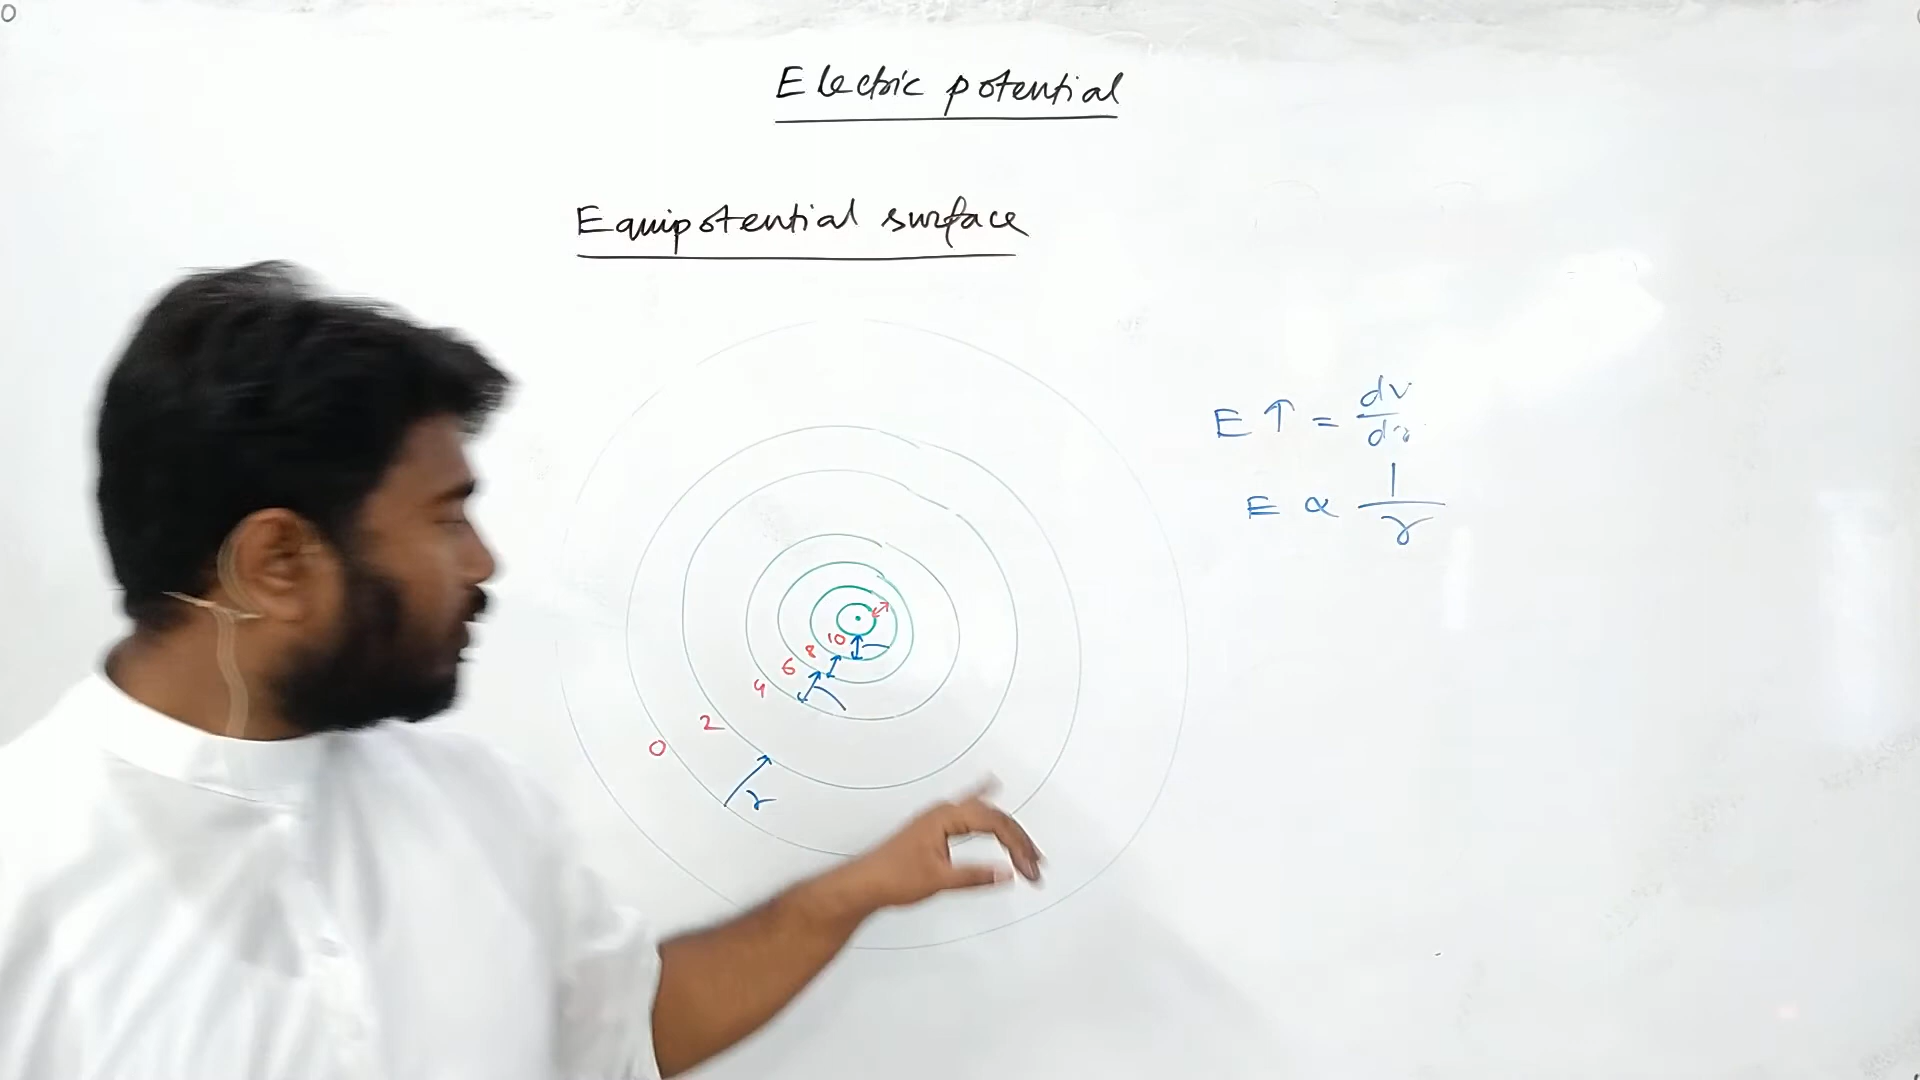 Electric potential
Equipotential surface
E ↑ = dv/dr
E ∝ 1/r
10
8
6
4
2
0
r